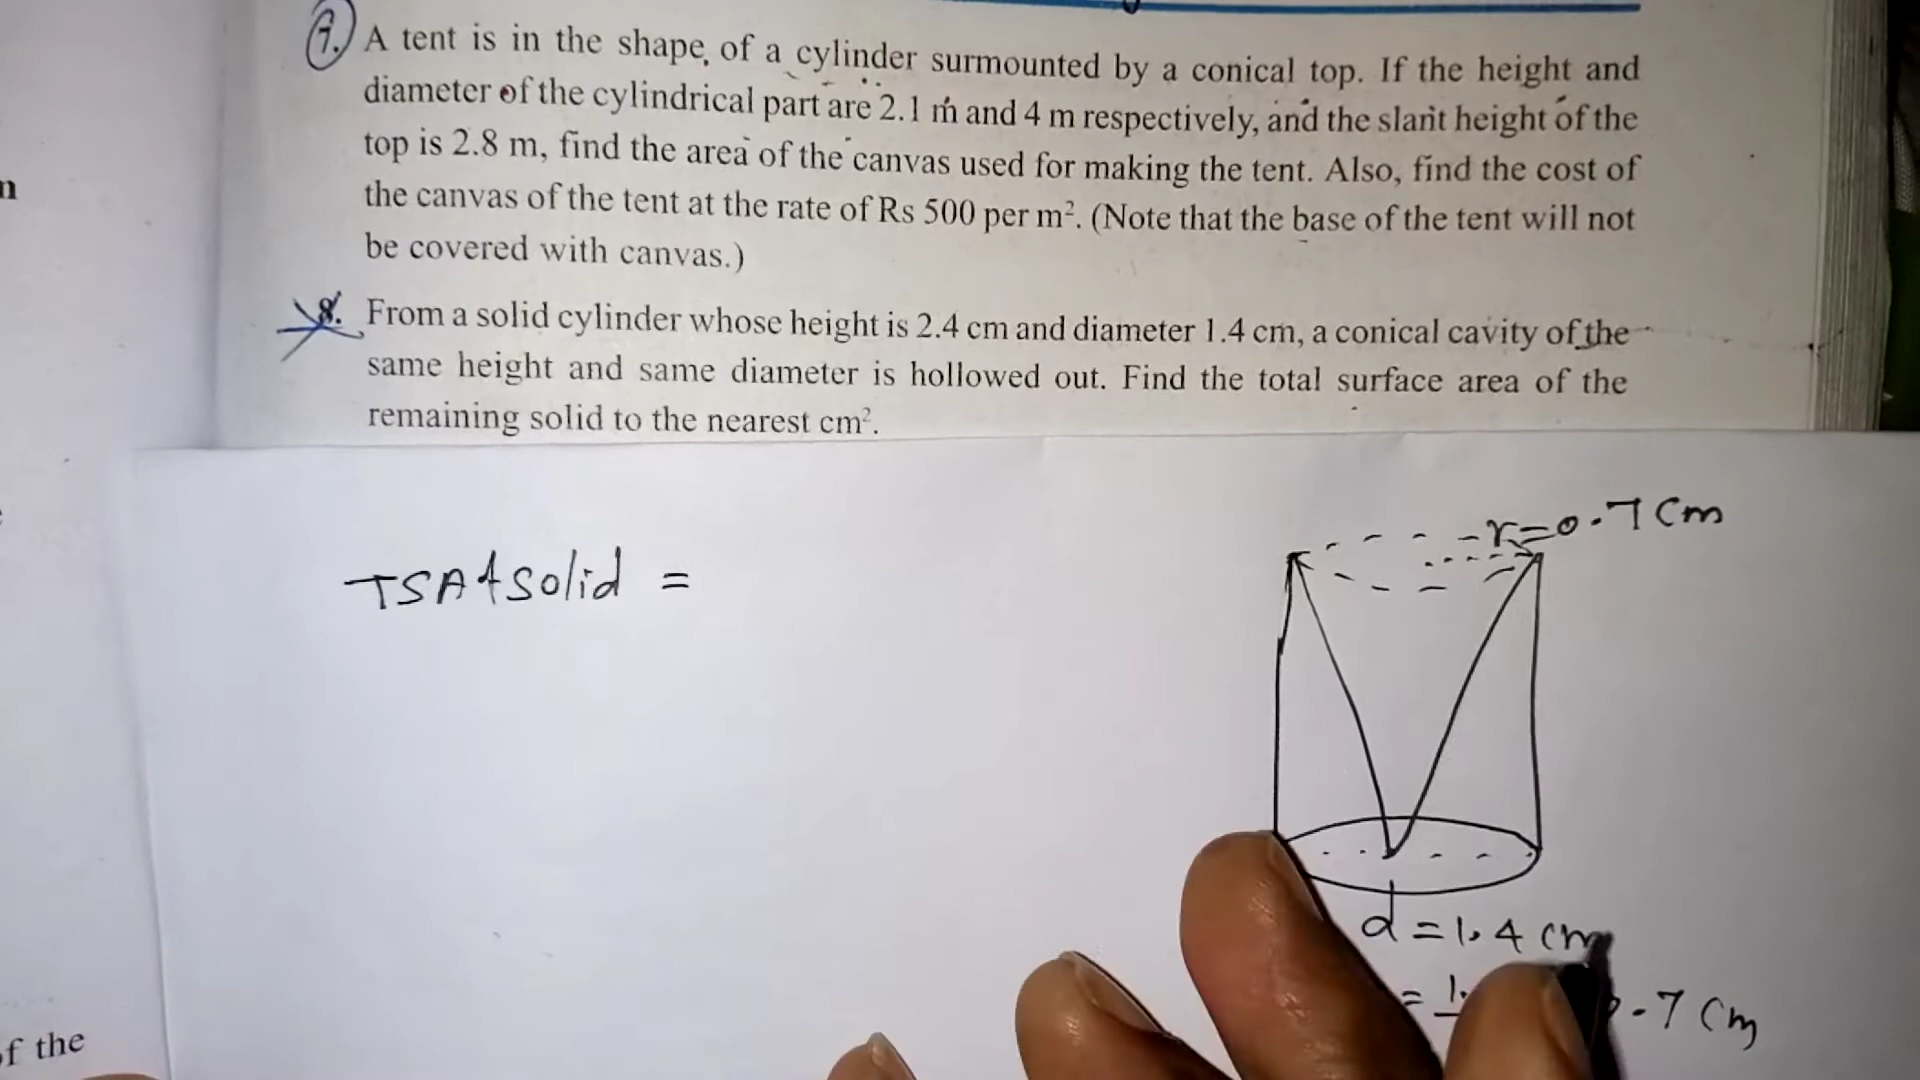 7. A tent is in the shape of a cylinder surmounted by a conical top. If the height and
diameter of the cylindrical part are 2.1 m and 4 m respectively, and the slant height of the
top is 2.8 m, find the area of the canvas used for making the tent. Also, find the cost of
the canvas of the tent at the rate of Rs 500 per m². (Note that the base of the tent will not
be covered with canvas.)
8. From a solid cylinder whose height is 2.4 cm and diameter 1.4 cm, a conical cavity of the
same height and same diameter is hollowed out. Find the total surface area of the
remaining solid to the nearest cm².
r=0.7 cm
TSA of solid =
d = 1.4 cm
= 1. .7 cm
n
of the